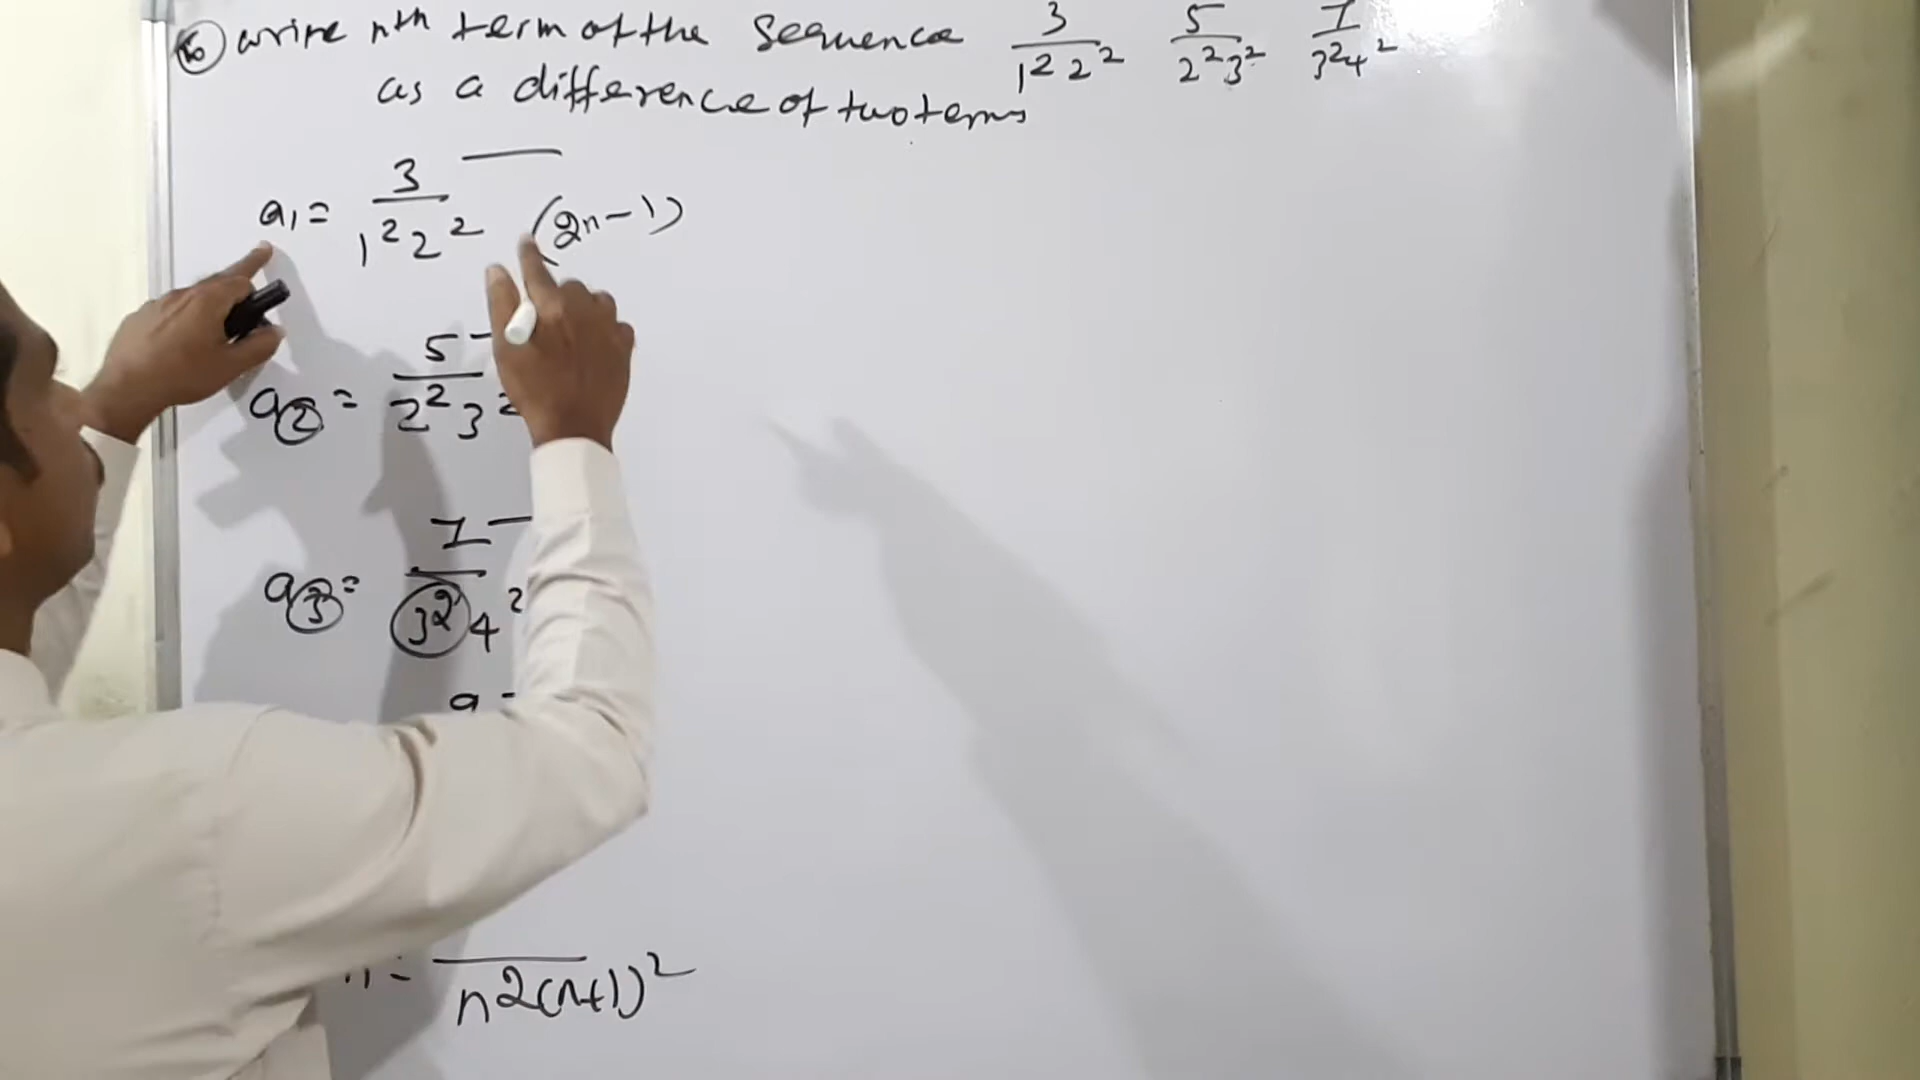 16 write nth term of the sequence 3/1²2² 5/2²3² 7/3²4²
as a difference of two terms
a₁ = 3/1²2² (2n-1)
a₂ = 5/2²3²
a₃ = 7/3²4²
a
= /n²(n+1)²